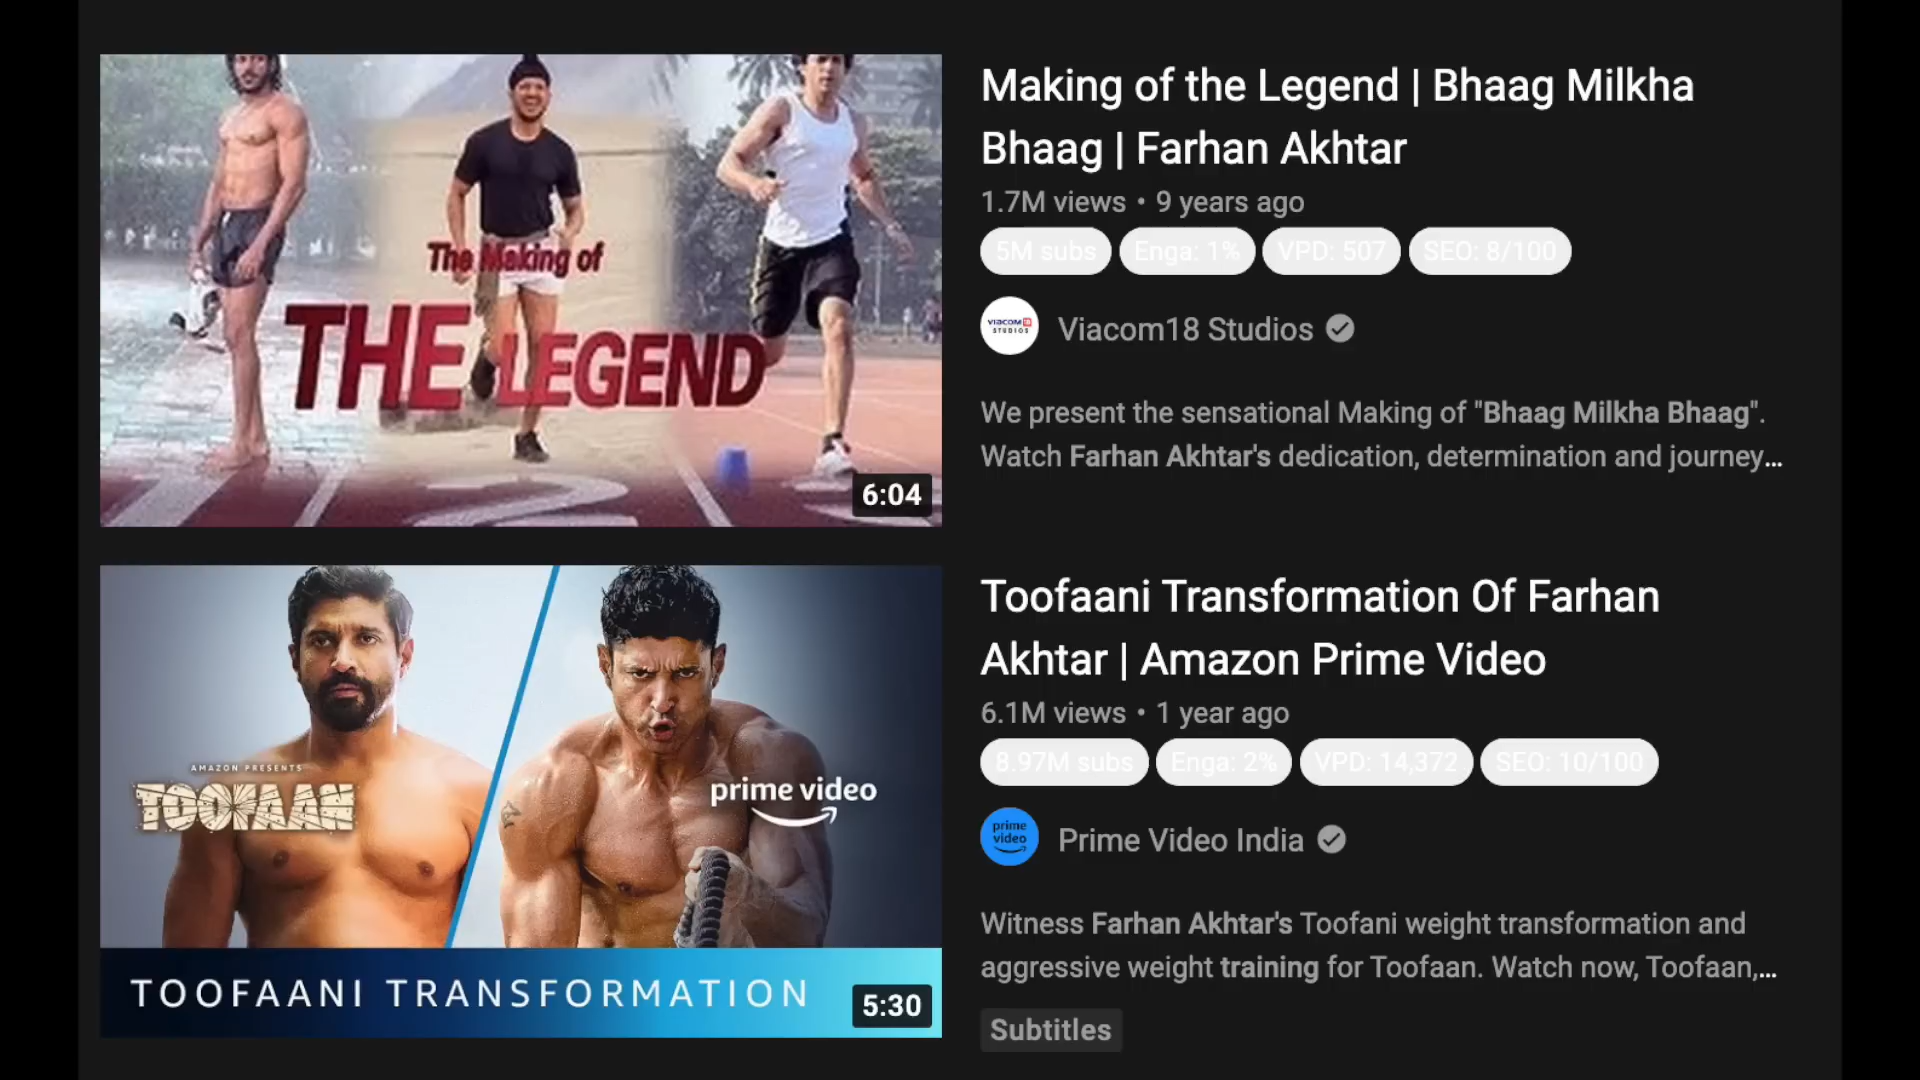 The Making of
THE LEGEND
2
6:04
Making of the Legend | Bhaag Milkha
Bhaag | Farhan Akhtar
1.7M views • 9 years ago
5M subs Enga: 1% VPD: 507 SEO: 8/100
VIACOM18
STUDIOS
Viacom18 Studios
We present the sensational Making of "Bhaag Milkha Bhaag".
Watch Farhan Akhtar's dedication, determination and journey...
AMAZON PRESENTS
TOOFAAN
prime video
TOOFAANI TRANSFORMATION
5:30
Toofaani Transformation Of Farhan
Akhtar | Amazon Prime Video
6.1M views • 1 year ago
8.97M subs Enga: 2% VPD: 14,372 SEO: 10/100
prime
video
Prime Video India
Witness Farhan Akhtar's Toofani weight transformation and
aggressive weight training for Toofaan. Watch now, Toofaan,...
Subtitles